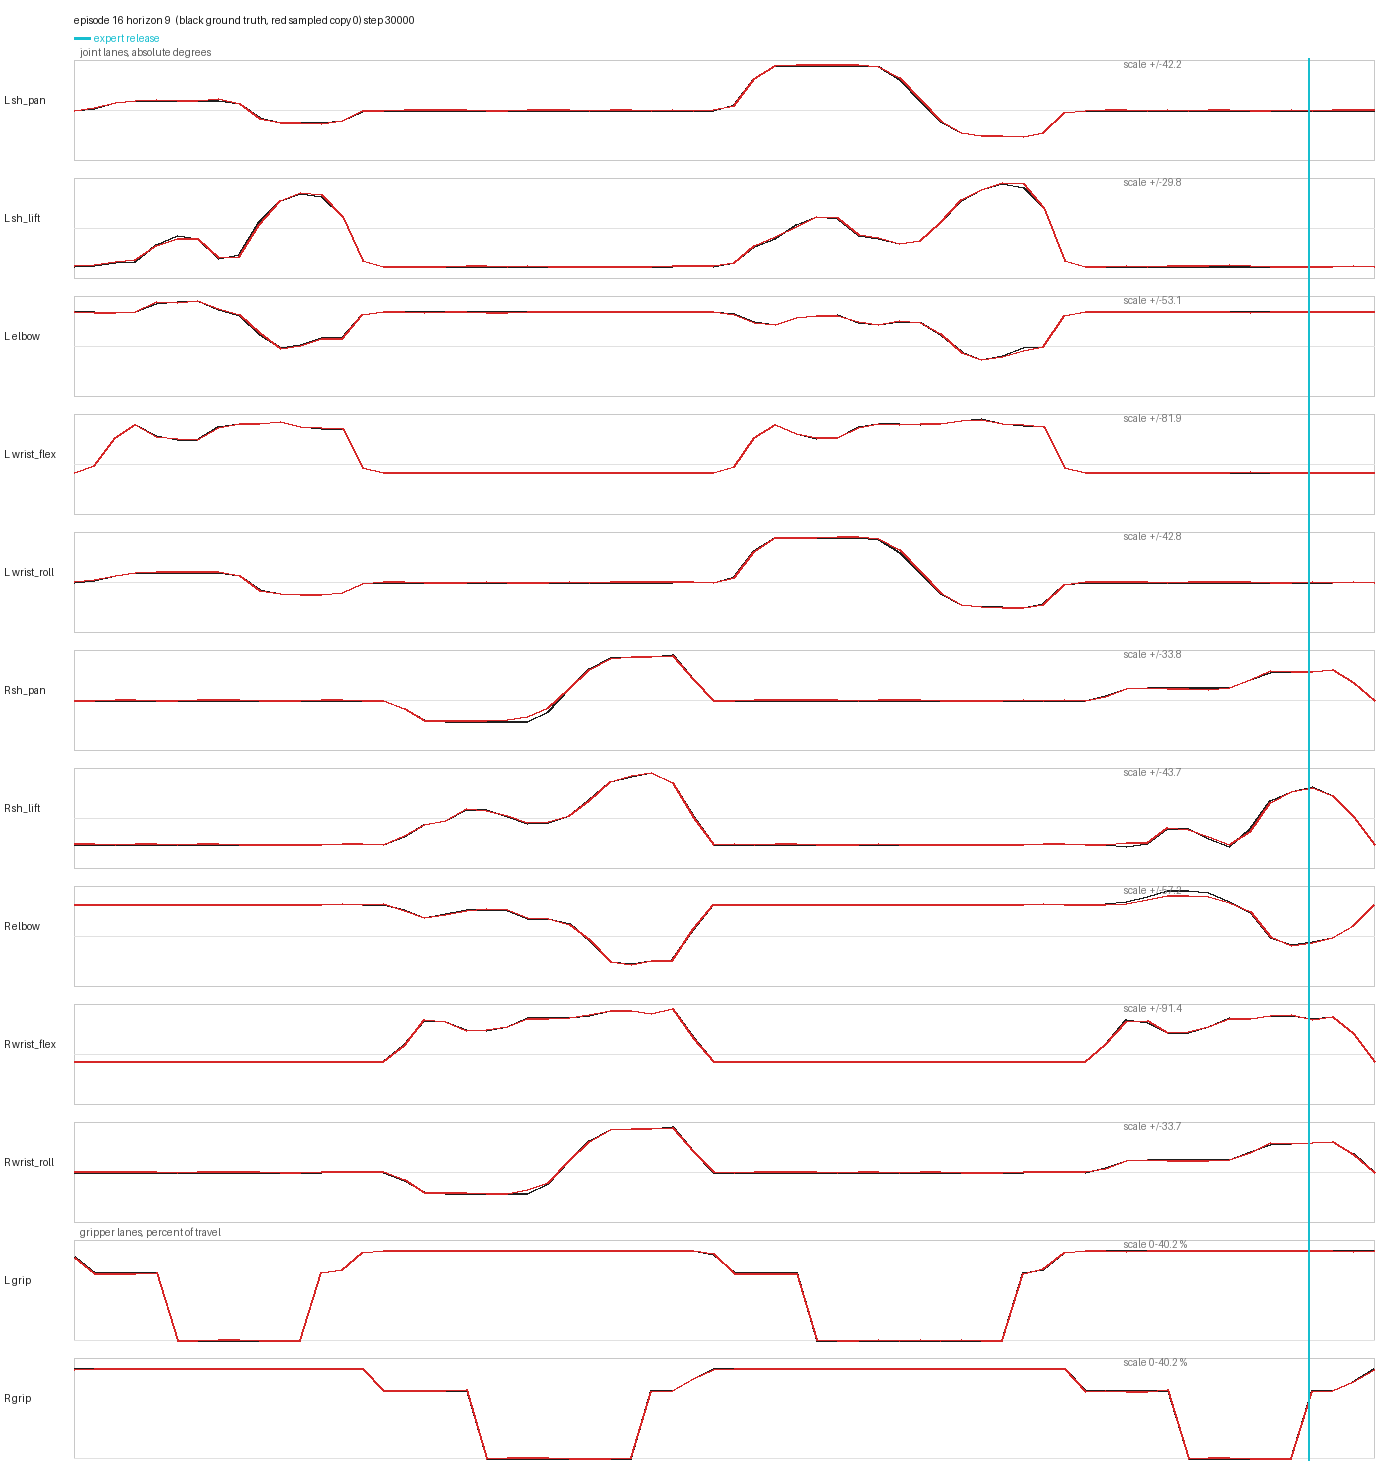 episode 16 horizon 9 (black ground truth, red sampled copy 0) step 30000
expert release
joint lanes, absolute degrees
L sh_pan
scale +/-42.2
L sh_lift
scale +/-29.8
L elbow
scale +/-53.1
L wrist_flex
scale +/-81.9
L wrist_roll
scale +/-42.8
R sh_pan
scale +/-33.8
R sh_lift
scale +/-43.7
R elbow
scale +/-57.2
R wrist_flex
scale +/-91.4
R wrist_roll
scale +/-33.7
gripper lanes, percent of travel
L grip
scale 0-40.2 %
R grip
scale 0-40.2 %